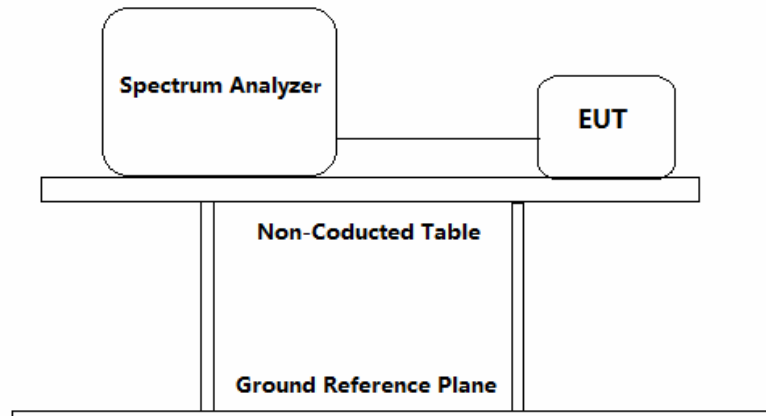 Spectrum Analyzer
EUT
Non-Coducted Table
Ground Reference Plane